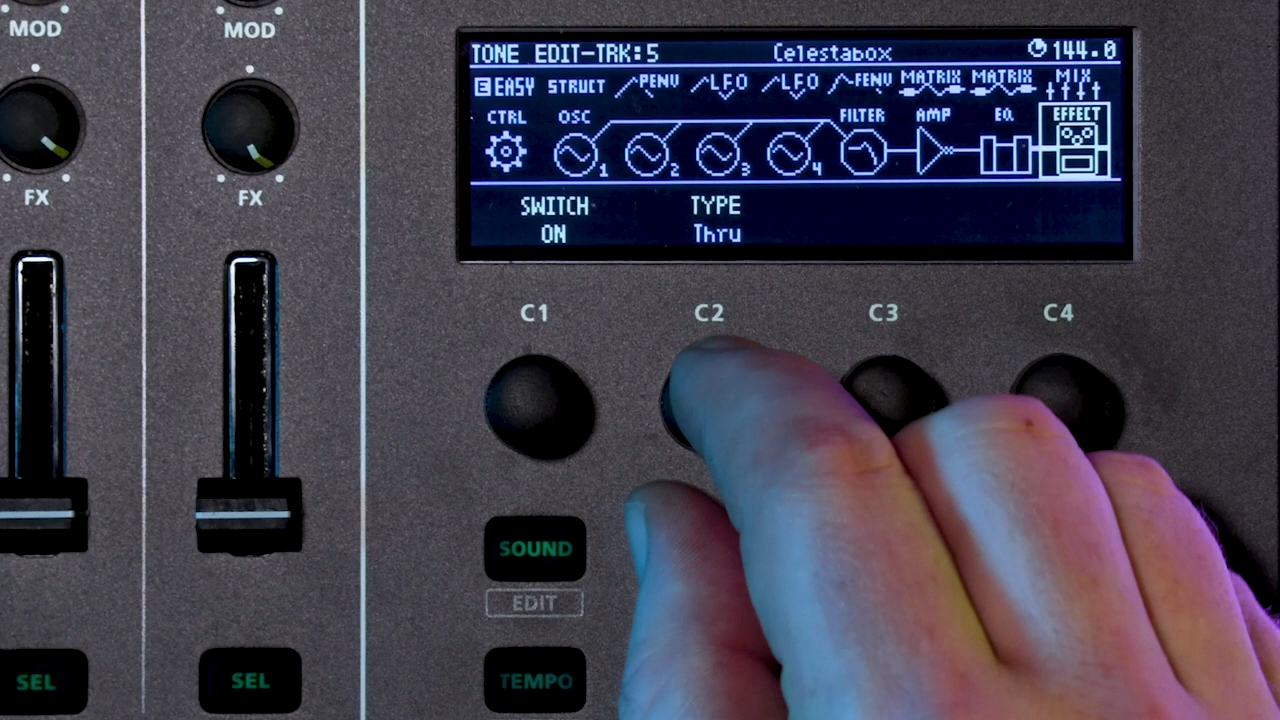 MOD MOD
FX FX
SEL SEL
TONE EDIT-TRK:5 Celestabox 144.0
E EASY STRUCT PENV LFO LFO FENV MATRIX MATRIX MIX
CTRL OSC FILTER AMP EQ EFFECT
1 2 3 4
SWITCH TYPE
ON Thru
C1 C2 C3 C4
SOUND
EDIT
TEMPO